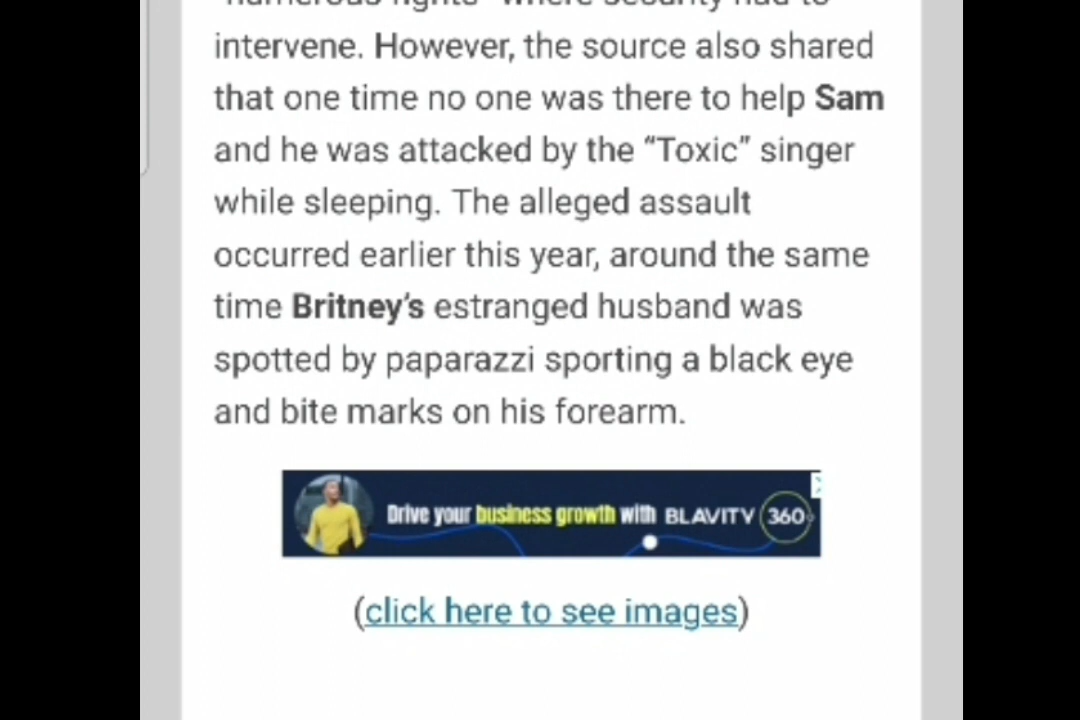 intervene. However, the source also shared
that one time no one was there to help Sam
and he was attacked by the “Toxic” singer
while sleeping. The alleged assault
occurred earlier this year, around the same
time Britney’s estranged husband was
spotted by paparazzi sporting a black eye
and bite marks on his forearm.
Drive your business growth with BLAVITY 360°
(click here to see images)